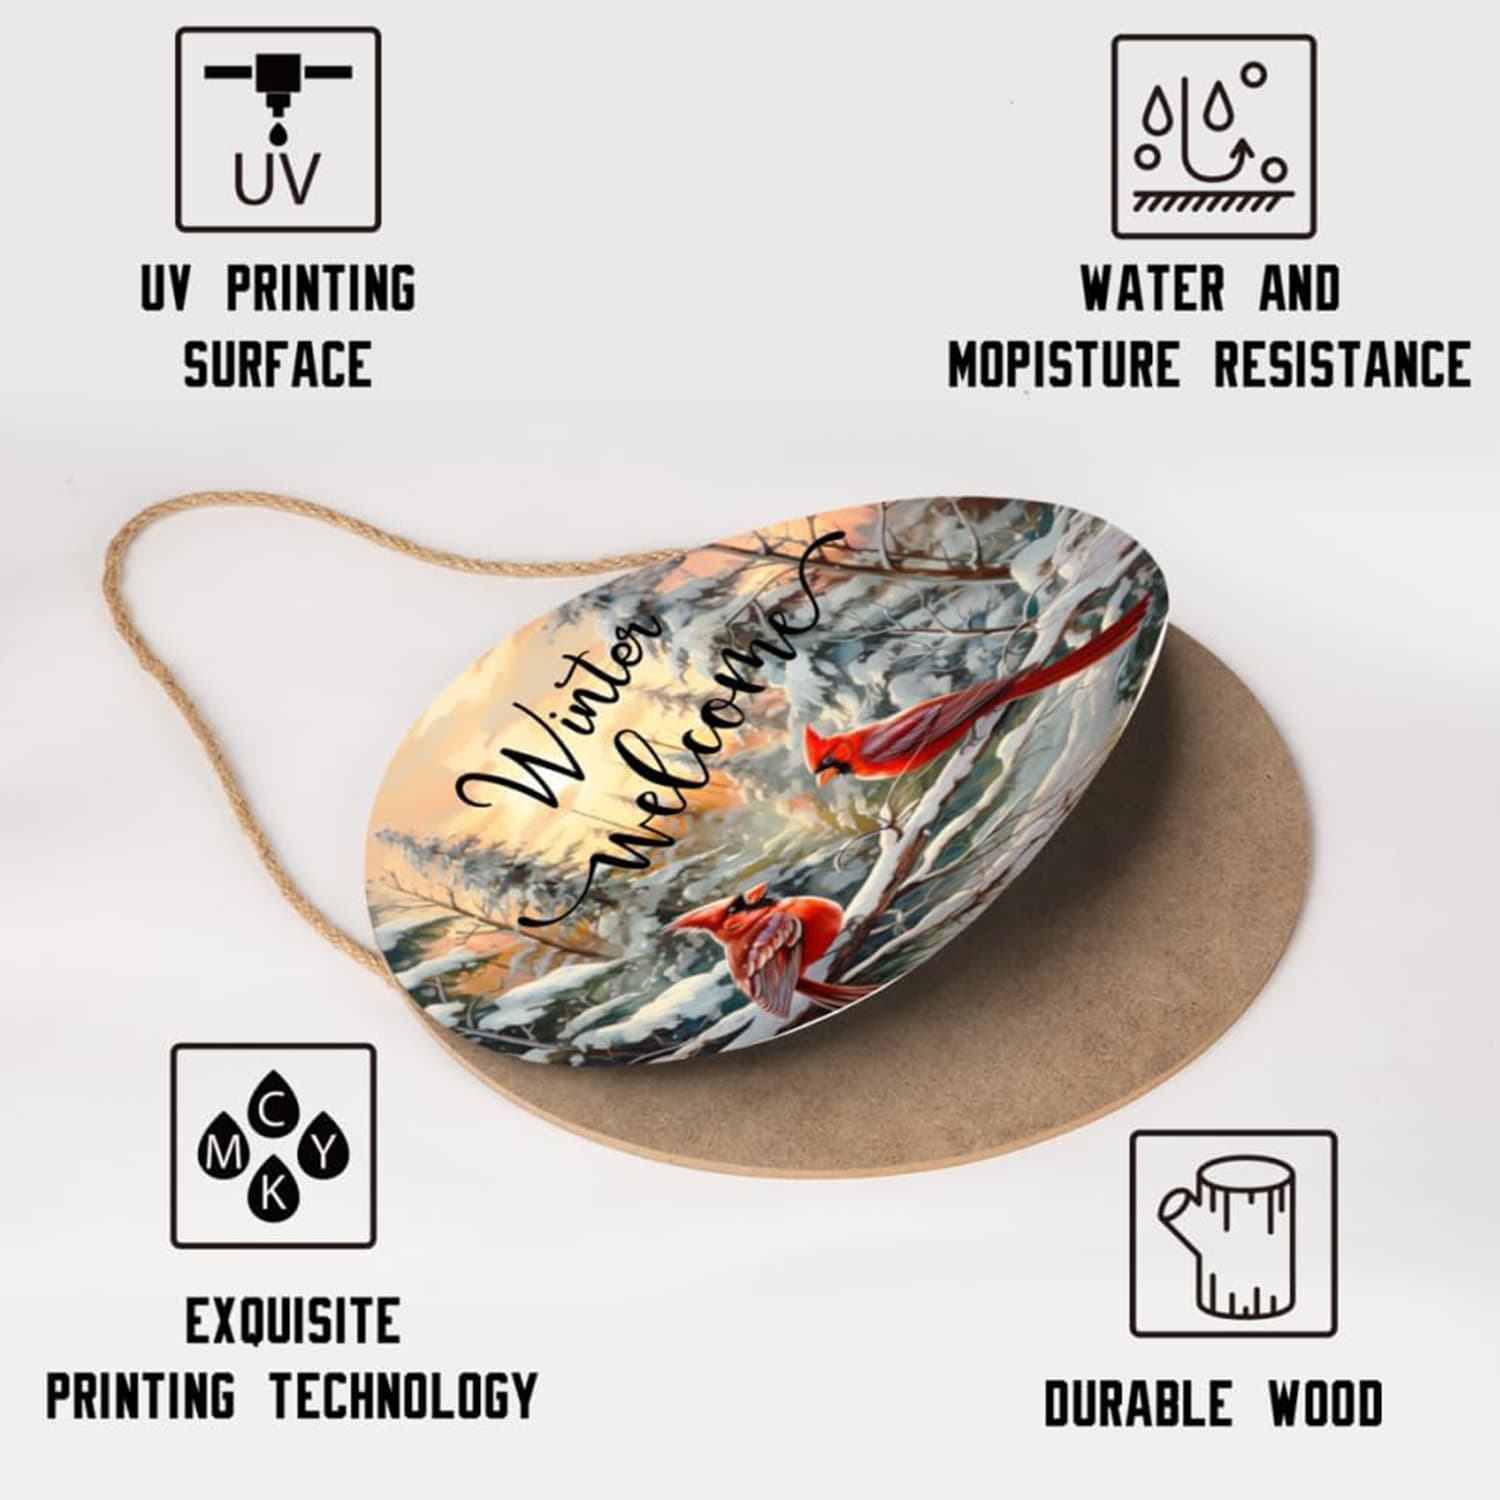 UV
UV PRINTING
SURFACE
WATER AND
MOPISTURE RESISTANCE
Winter
Welcome
C
M Y
K
EXQUISITE
PRINTING TECHNOLOGY
DURABLE WOOD